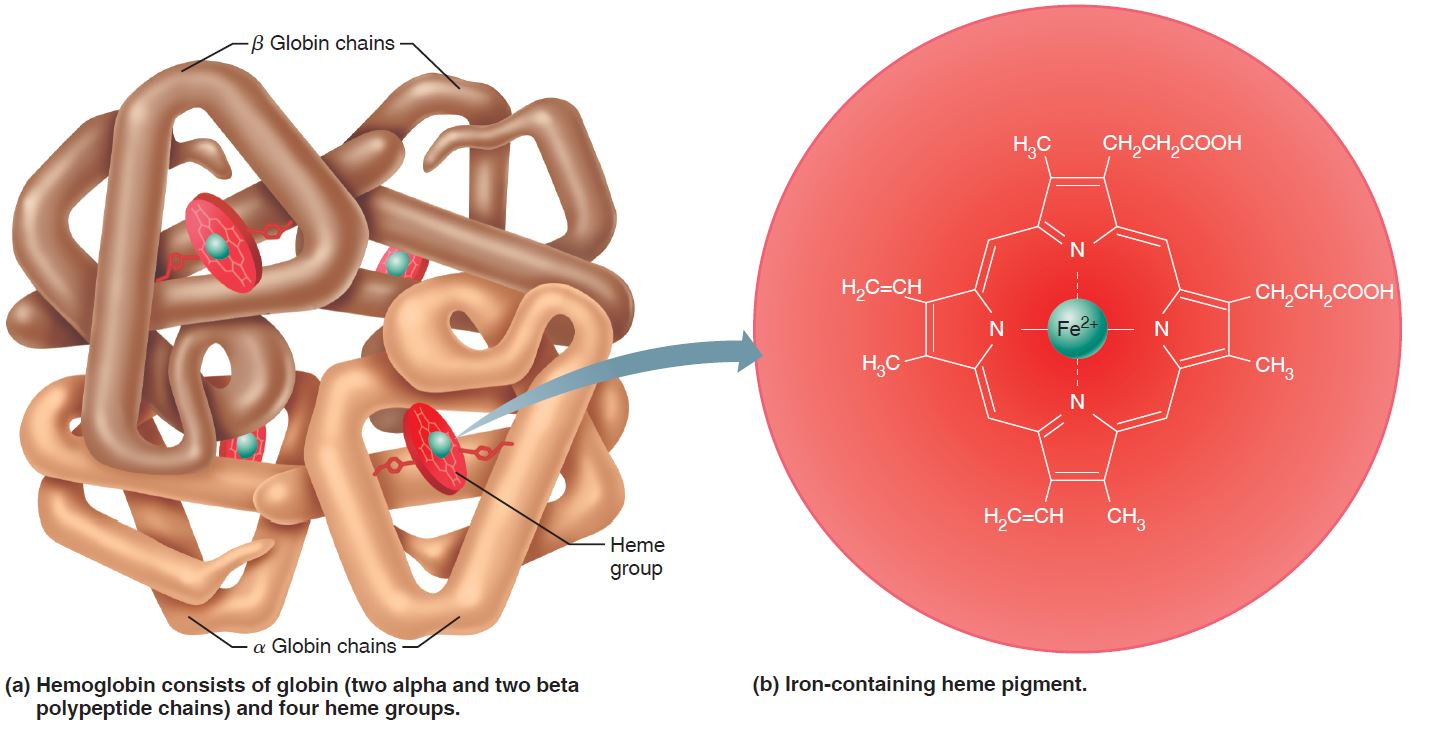 β Globin chains
Heme
group
α Globin chains
(a) Hemoglobin consists of globin (two alpha and two beta
polypeptide chains) and four heme groups.
H₃C
CH₂CH₂COOH
N
H₂C=CH
CH₂CH₂COOH
N
Fe²⁺
N
H₃C
CH₃
N
H₂C=CH
CH₃
(b) Iron-containing heme pigment.